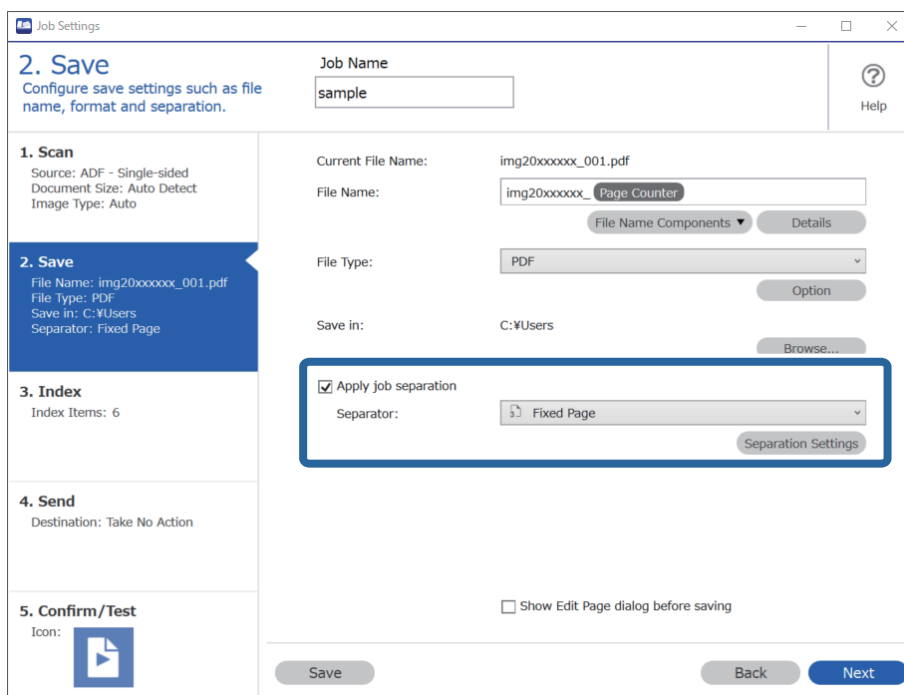 Job Settings
2. Save
Configure save settings such as file
name, format and separation.
Job Name
sample
Help
1. Scan
Source: ADF - Single-sided
Document Size: Auto Detect
Image Type: Auto
2. Save
File Name: img20xxxxxx_001.pdf
File Type: PDF
Save in: C:¥Users
Separator: Fixed Page
3. Index
Index Items: 6
4. Send
Destination: Take No Action
5. Confirm/Test
Icon:
Current File Name: img20xxxxxx_001.pdf
File Name: img20xxxxxx_ Page Counter
File Name Components Details
File Type: PDF
Option
Save in: C:¥Users
Browse...
Apply job separation
Separator: Fixed Page
Separation Settings
Show Edit Page dialog before saving
Save Back Next